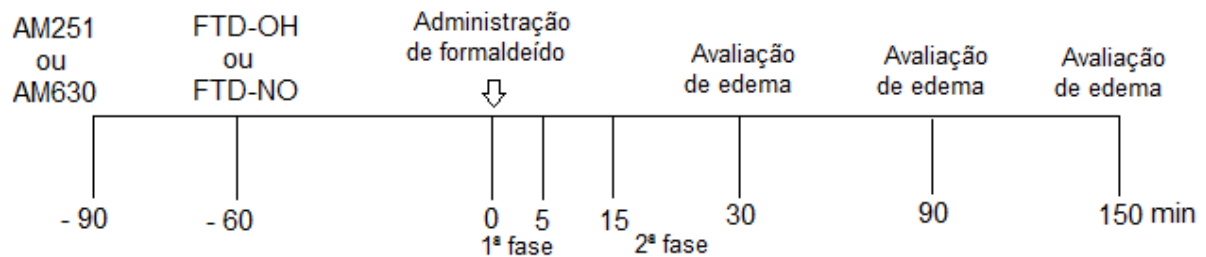 AM251
ou
AM630
FTD-OH
ou
FTD-NO
Administração
de formaldeído
Avaliação
de edema
Avaliação
de edema
Avaliação
de edema
- 90
- 60
0
5
15
30
90
150 min
1ª fase
2ª fase